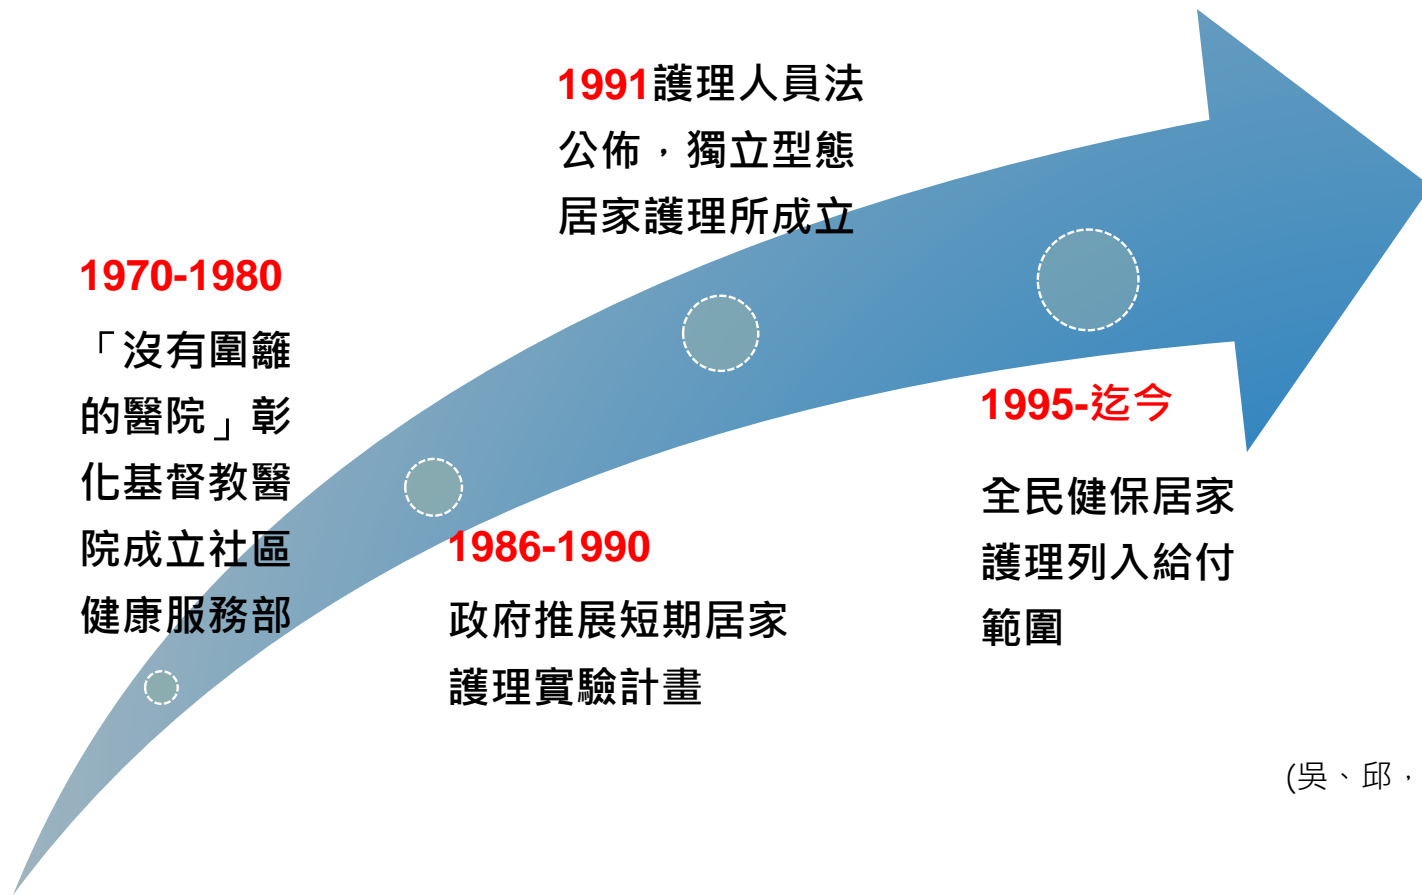 1970-1980
「沒有圍籬
的醫院」彰
化基督教醫
院成立社區
健康服務部
1986-1990
政府推展短期居家
護理實驗計畫
1991護理人員法
公佈，獨立型態
居家護理所成立
1995-迄今
全民健保居家
護理列入給付
範圍
(吳、邱，